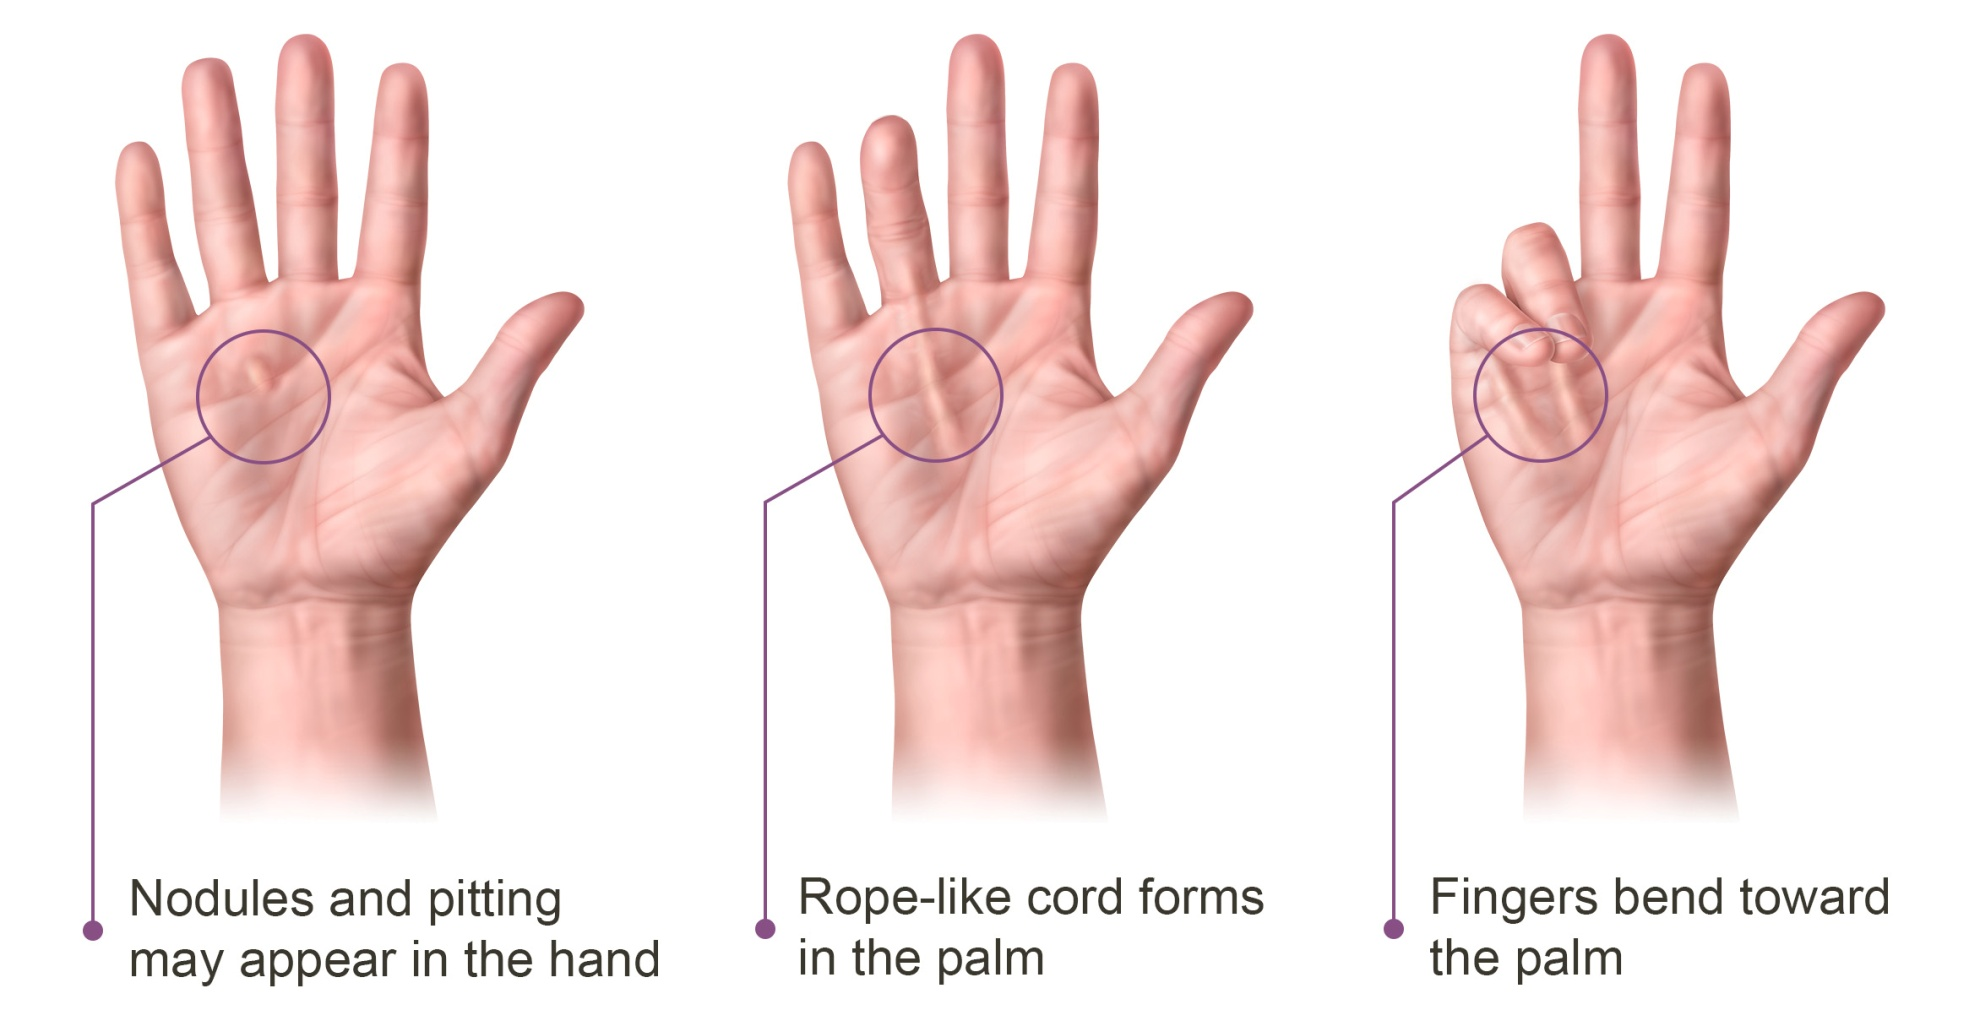 Nodules and pitting
may appear in the hand
Rope-like cord forms
in the palm
Fingers bend toward
the palm